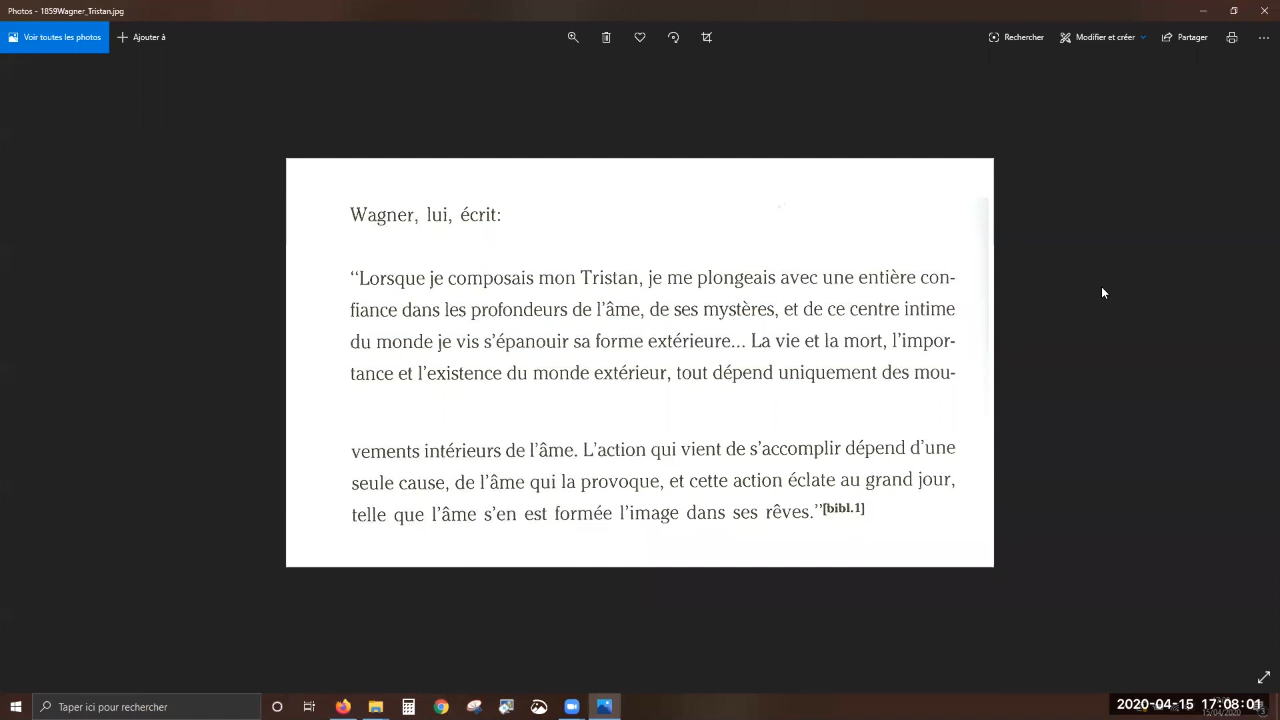 Photos - 1859Wagner_Tristan.jpg
Voir toutes les photos
Ajouter à
Rechercher
Modifier et créer
Partager
Wagner, lui, écrit:
“Lorsque je composais mon Tristan, je me plongeais avec une entière con-
fiance dans les profondeurs de l’âme, de ses mystères, et de ce centre intime
du monde je vis s’épanouir sa forme extérieure... La vie et la mort, l’impor-
tance et l’existence du monde extérieur, tout dépend uniquement des mou-
vements intérieurs de l’âme. L’action qui vient de s’accomplir dépend d’une
seule cause, de l’âme qui la provoque, et cette action éclate au grand jour,
telle que l’âme s’en est formée l’image dans ses rêves.”[bibl.1]
Taper ici pour rechercher
2020-04-15 17:08:01
15/04/2020